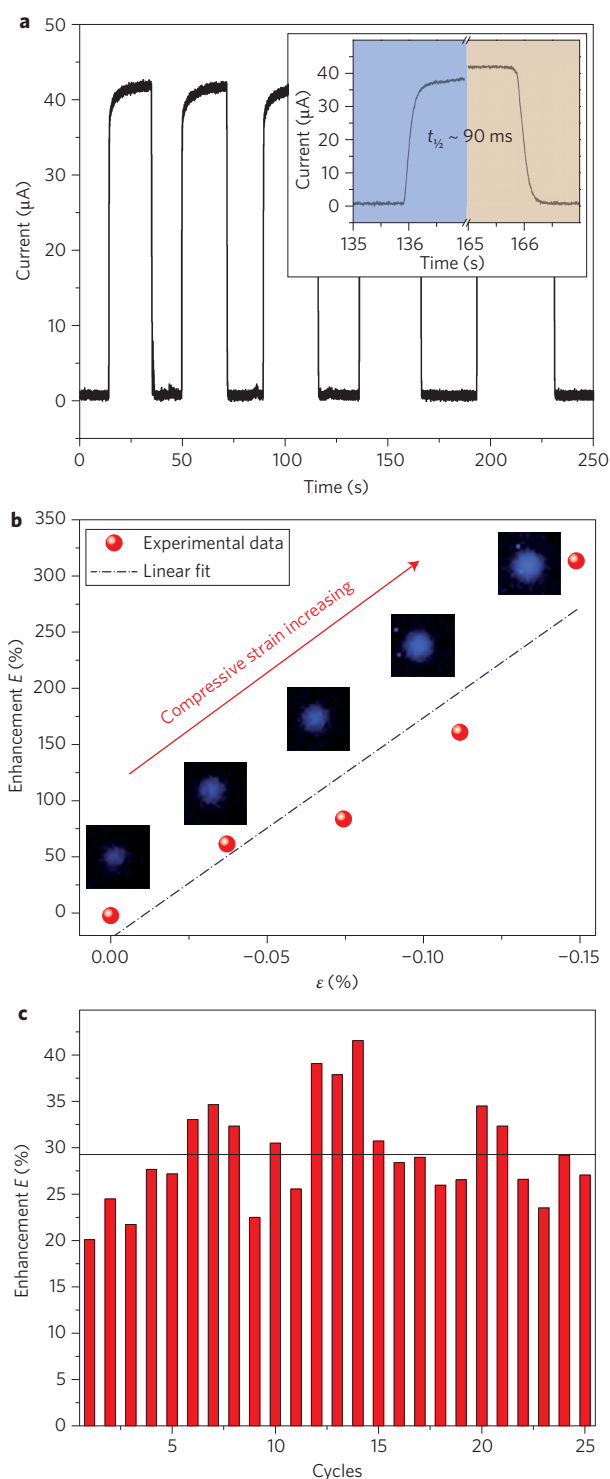 a
50
40
30
20
10
0
Current (µA)
0 50 100 150 200 250
Time (s)
40
30
20
10
0
Current (µA)
t½ ~ 90 ms
135 136 165 166
Time (s)
b
350
300
250
200
150
100
50
0
Enhancement E (%)
Experimental data
Linear fit
Compressive strain increasing
0.00 −0.05 −0.10 −0.15
ε (%)
c
40
35
30
25
20
15
10
5
0
Enhancement E (%)
5 10 15 20 25
Cycles